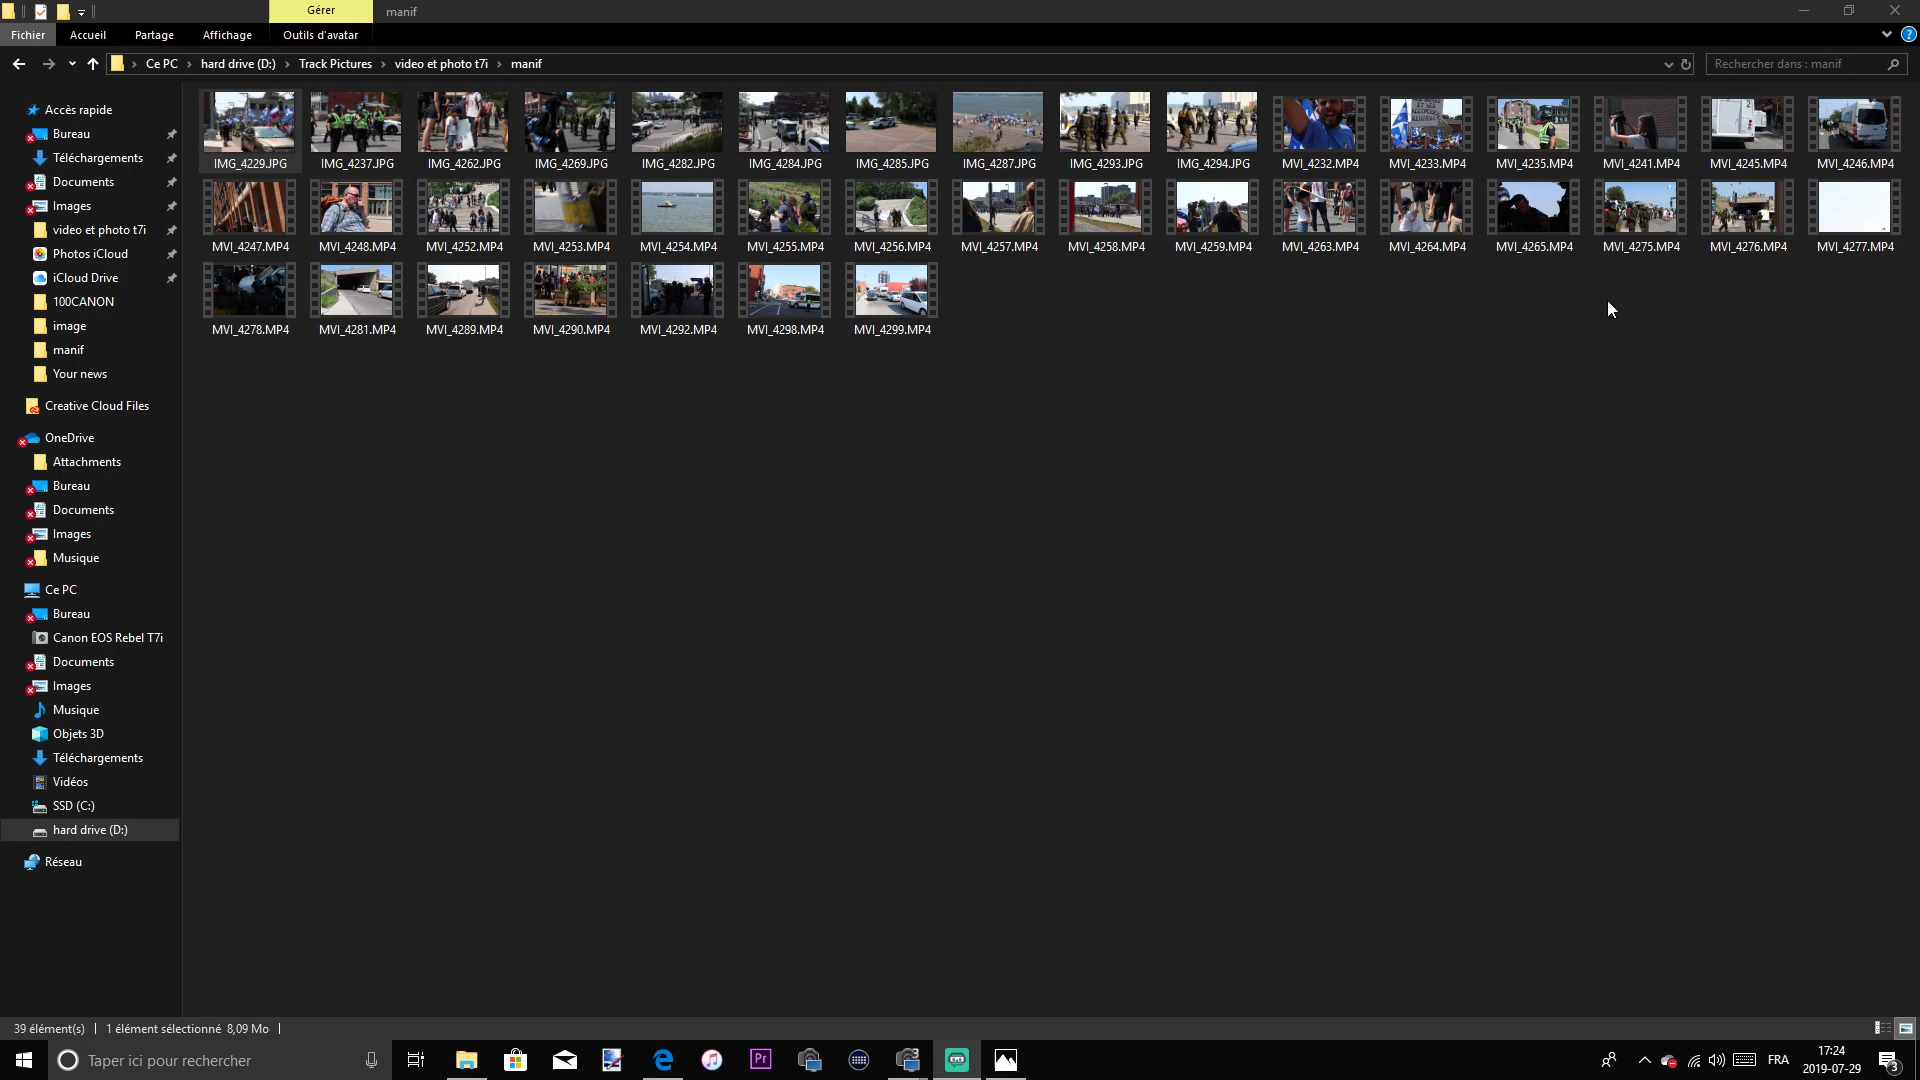 Gérer manif
Fichier Accueil Partage Affichage Outils d'avatar
Ce PC hard drive (D:) Track Pictures video et photo t7i manif Rechercher dans : manif
Accès rapide
Bureau
Téléchargements
Documents
Images
video et photo t7i
Photos iCloud
iCloud Drive
100CANON
image
manif
Your news
Creative Cloud Files
OneDrive
Attachments
Bureau
Documents
Images
Musique
Ce PC
Bureau
Canon EOS Rebel T7i
Documents
Images
Musique
Objets 3D
Téléchargements
Vidéos
SSD (C:)
hard drive (D:)
Réseau
IMG_4229.JPG IMG_4237.JPG IMG_4262.JPG IMG_4269.JPG IMG_4282.JPG IMG_4284.JPG IMG_4285.JPG IMG_4287.JPG IMG_4293.JPG IMG_4294.JPG MVI_4232.MP4 MVI_4233.MP4 MVI_4235.MP4 MVI_4241.MP4 MVI_4245.MP4 MVI_4246.MP4
MVI_4247.MP4 MVI_4248.MP4 MVI_4252.MP4 MVI_4253.MP4 MVI_4254.MP4 MVI_4255.MP4 MVI_4256.MP4 MVI_4257.MP4 MVI_4258.MP4 MVI_4259.MP4 MVI_4263.MP4 MVI_4264.MP4 MVI_4265.MP4 MVI_4275.MP4 MVI_4276.MP4 MVI_4277.MP4
MVI_4278.MP4 MVI_4281.MP4 MVI_4289.MP4 MVI_4290.MP4 MVI_4292.MP4 MVI_4298.MP4 MVI_4299.MP4
39 élément(s) 1 élément sélectionné 8,09 Mo
Taper ici pour rechercher
Pr
3
FRA
17:24
2019-07-29
3